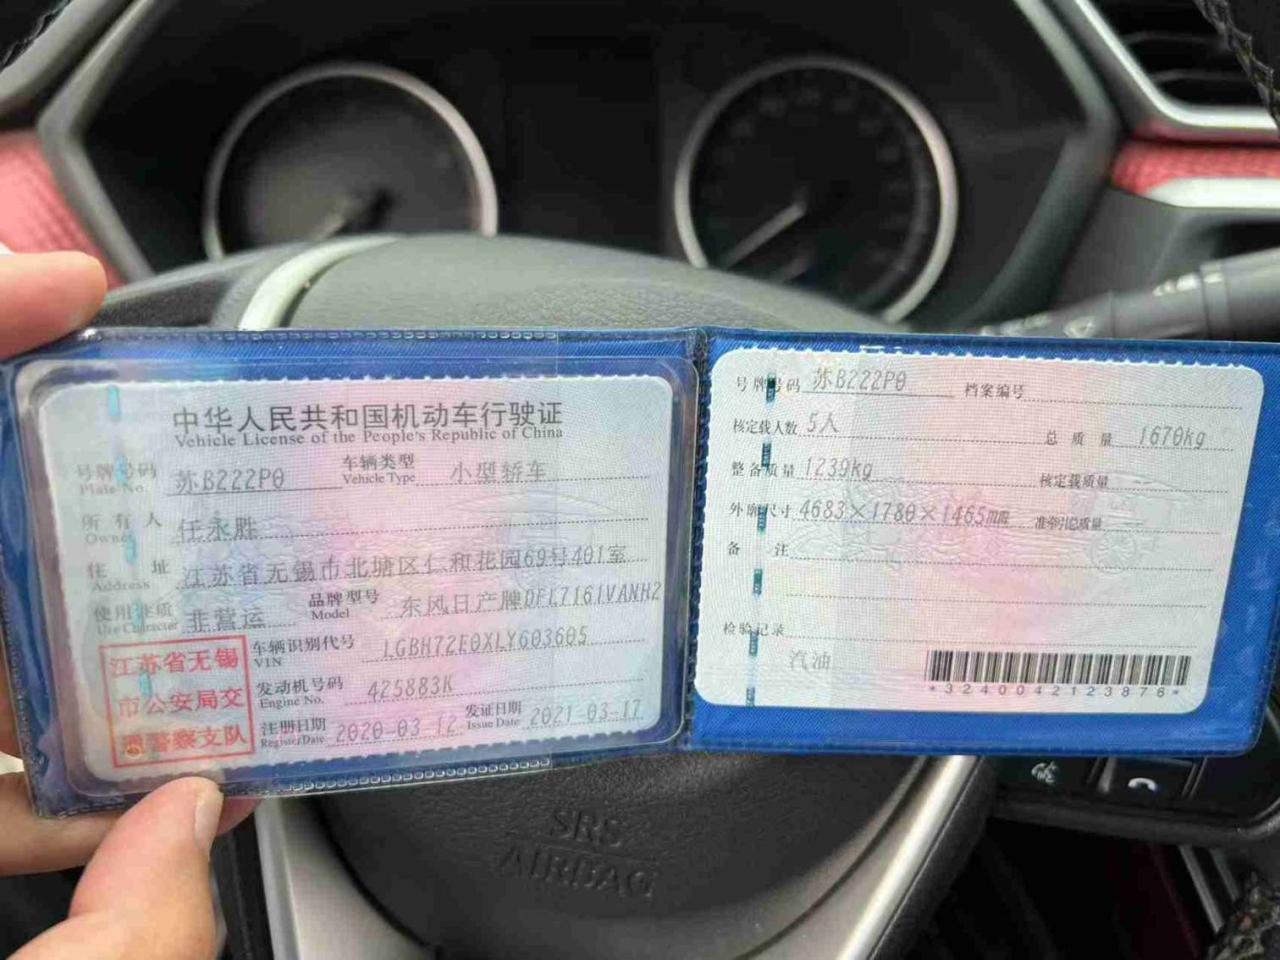 中华人民共和国机动车行驶证
Vehicle License of the People's Republic of China
号牌号码 苏B222P0 车辆类型 小型轿车
Plate No. Vehicle Type
所有人 任永胜
Owner
住址 江苏省无锡市北塘区仁和花园69号401室
Address
使用性质 非营运 品牌型号 东风日产牌DFL7161VANH2
Use Character Model
车辆识别代号 LGBH72E0XLY603605
VIN
发动机号码 425883K
Engine No.
注册日期 2020-03-12 发证日期 2021-03-17
Register Date Issue Date
江苏省无锡
市公安局交
通警察支队
号牌号码 苏B222P0 档案编号
核定载人数 5人 总质量 1670kg
整备质量 1239kg 核定载质量
外廓尺寸 4683×1780×1465mm 准牵引总质量
备注
检验记录
汽油
*3240042123876*
SRS
AIRBAG